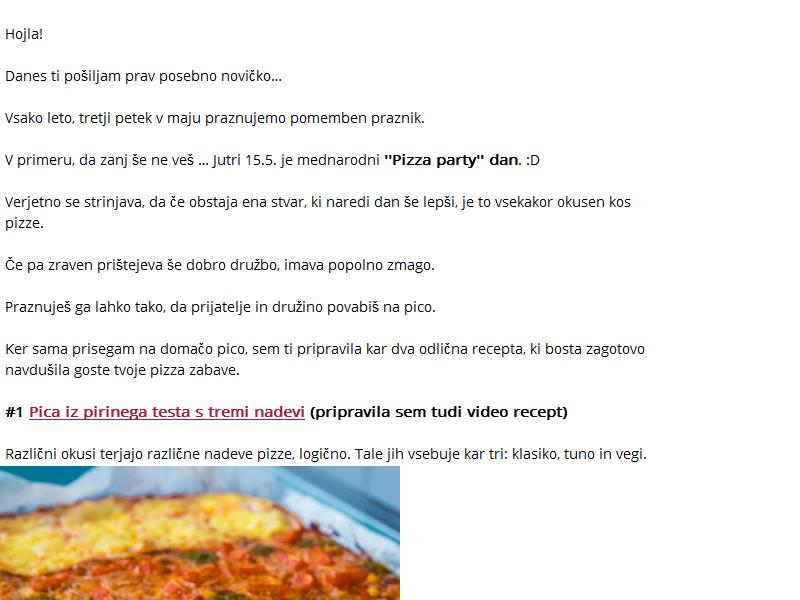 Hojla!
Danes ti pošiljam prav posebno novičko...
Vsako leto, tretji petek v maju praznujemo pomemben praznik.
V primeru, da zanj še ne veš ... Jutri 15.5. je mednarodni "Pizza party" dan. :D
Verjetno se strinjava, da če obstaja ena stvar, ki naredi dan še lepši, je to vsekakor okusen kos
pizze.
Če pa zraven prištejeva še dobro družbo, imava popolno zmago.
Praznuješ ga lahko tako, da prijatelje in družino povabiš na pico.
Ker sama prisegam na domačo pico, sem ti pripravila kar dva odlična recepta, ki bosta zagotovo
navdušila goste tvoje pizza zabave.
#1 Pica iz pirinega testa s tremi nadevi (pripravila sem tudi video recept)
Različni okusi terjajo različne nadeve pizze, logično. Tale jih vsebuje kar tri: klasiko, tuno in vegi.